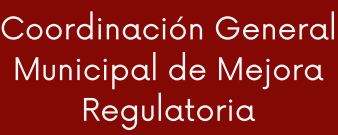 Coordinación General
Municipal de Mejora
Regulatoria